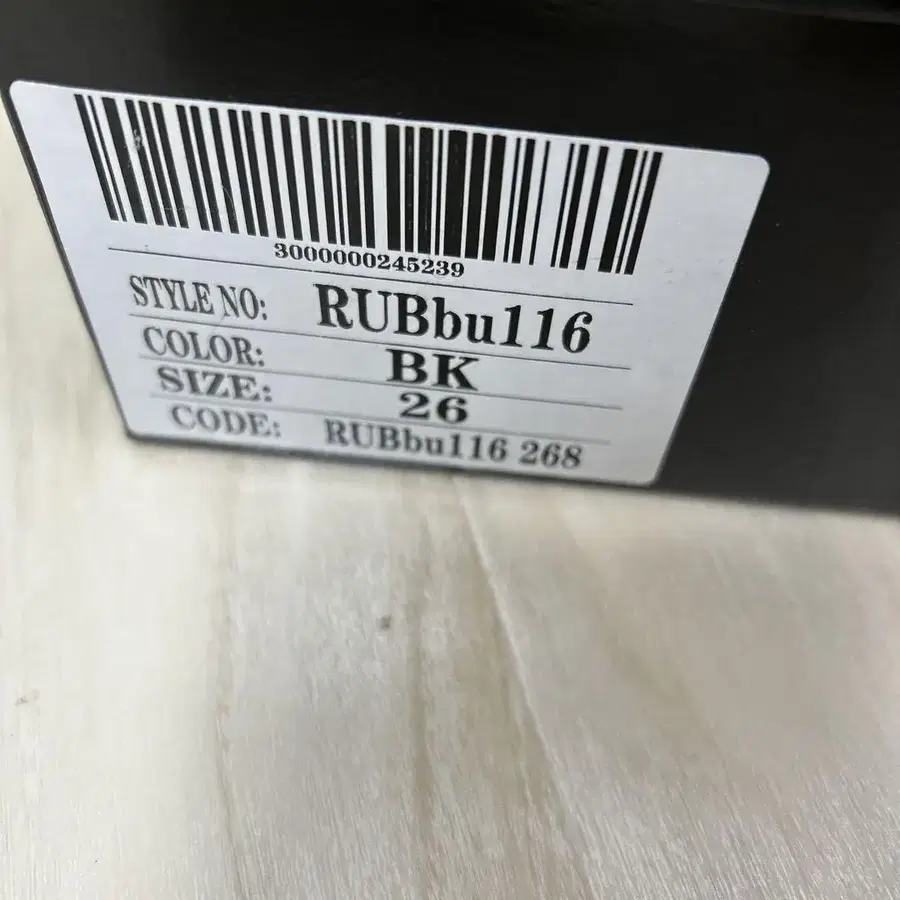 3000000245239
STYLE NO: RUBbu116
COLOR: BK
SIZE: 26
CODE: RUBbu116 268